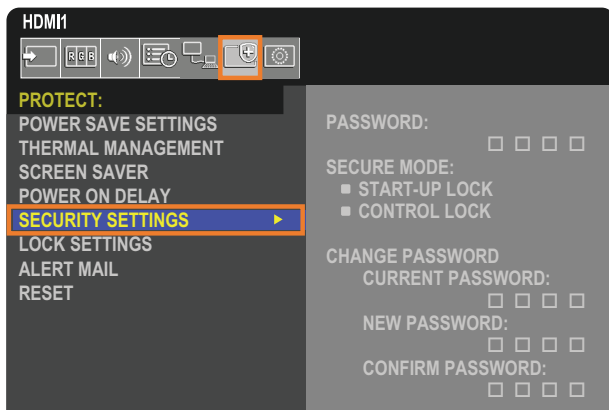 HDMI1
RGB
PROTECT:
POWER SAVE SETTINGS
THERMAL MANAGEMENT
SCREEN SAVER
POWER ON DELAY
SECURITY SETTINGS
LOCK SETTINGS
ALERT MAIL
RESET
PASSWORD:
SECURE MODE:
START-UP LOCK
CONTROL LOCK
CHANGE PASSWORD
CURRENT PASSWORD:
NEW PASSWORD:
CONFIRM PASSWORD: